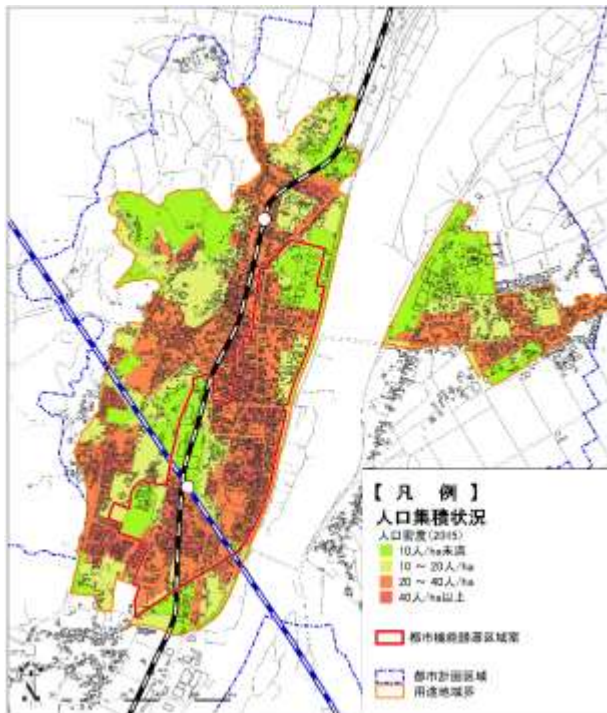 【 凡 例 】
人口集積状況
人口密度(2015)
10人/ha未満
10 ～ 20人/ha
20 ～ 40人/ha
40人/ha以上
都市機能誘導区域案
都市計画区域
用途地域界